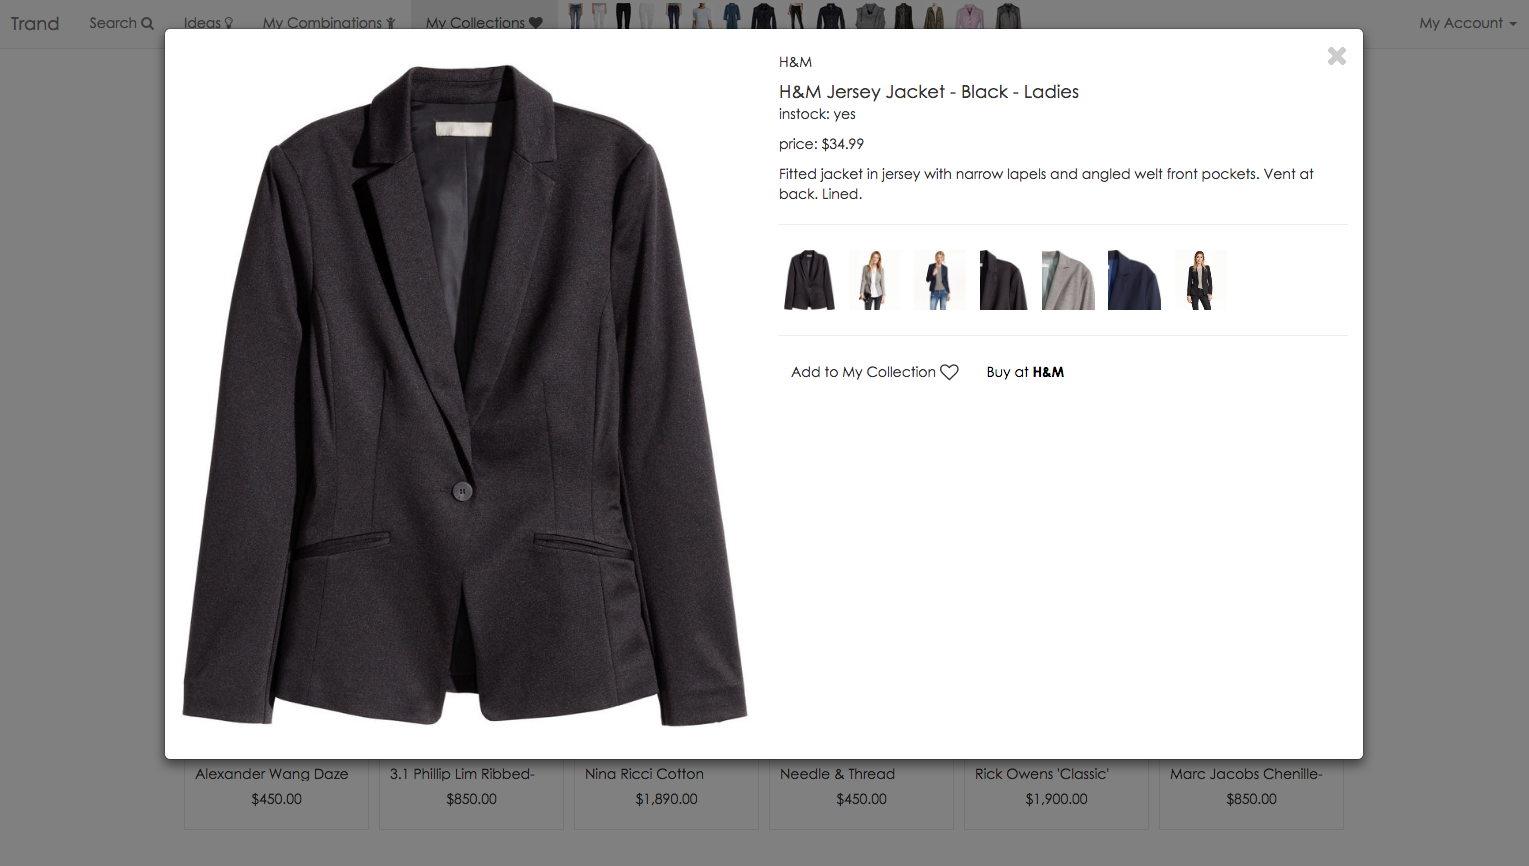 Trand
Search
Ideas
My Combinations
My Collections
My Account
H&M
H&M Jersey Jacket - Black - Ladies
instock: yes
price: $34.99
Fitted jacket in jersey with narrow lapels and angled welt front pockets. Vent at
back. Lined.
Add to My Collection
Buy at H&M
Alexander Wang Daze
$450.00
3.1 Phillip Lim Ribbed-
$850.00
Nina Ricci Cotton
$1,890.00
Needle & Thread
$450.00
Rick Owens 'Classic'
$1,900.00
Marc Jacobs Chenille-
$850.00